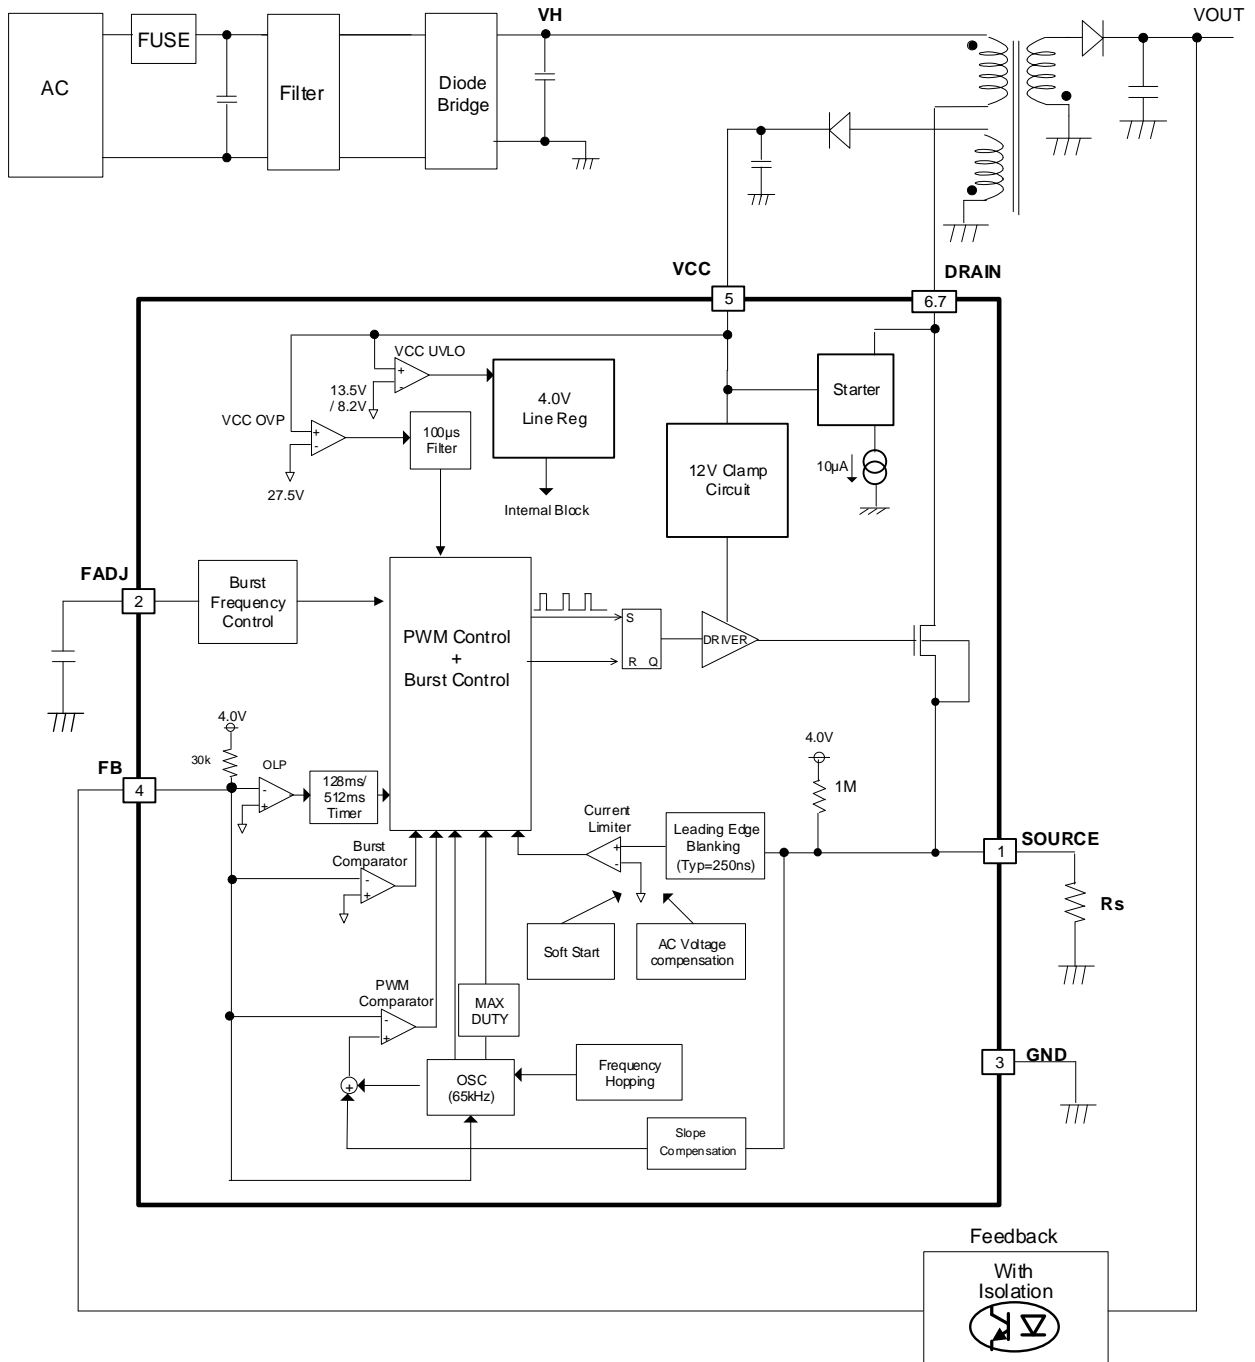 VH
VOUT
AC
FUSE
Filter
Diode
Bridge
VCC
DRAIN
5
6.7
VCC UVLO
+
-
13.5V
/ 8.2V
4.0V
Line Reg
Starter
VCC OVP
+
-
100µs
Filter
27.5V
Internal Block
12V Clamp
Circuit
10µA
FADJ
2
Burst
Frequency
Control
PWM Control
+
Burst Control
S
R Q
DRIVER
4.0V
30k
FB
4
OLP
-
+
128ms/
512ms
Timer
4.0V
1M
Current
Limiter
+
-
Leading Edge
Blanking
(Typ=250ns)
SOURCE
1
Rs
Burst
Comparator
-
+
Soft Start
AC Voltage
compensation
PWM
Comparator
-
+
MAX
DUTY
+
OSC
(65kHz)
Frequency
Hopping
GND
3
Slope
Compensation
Feedback
With
Isolation